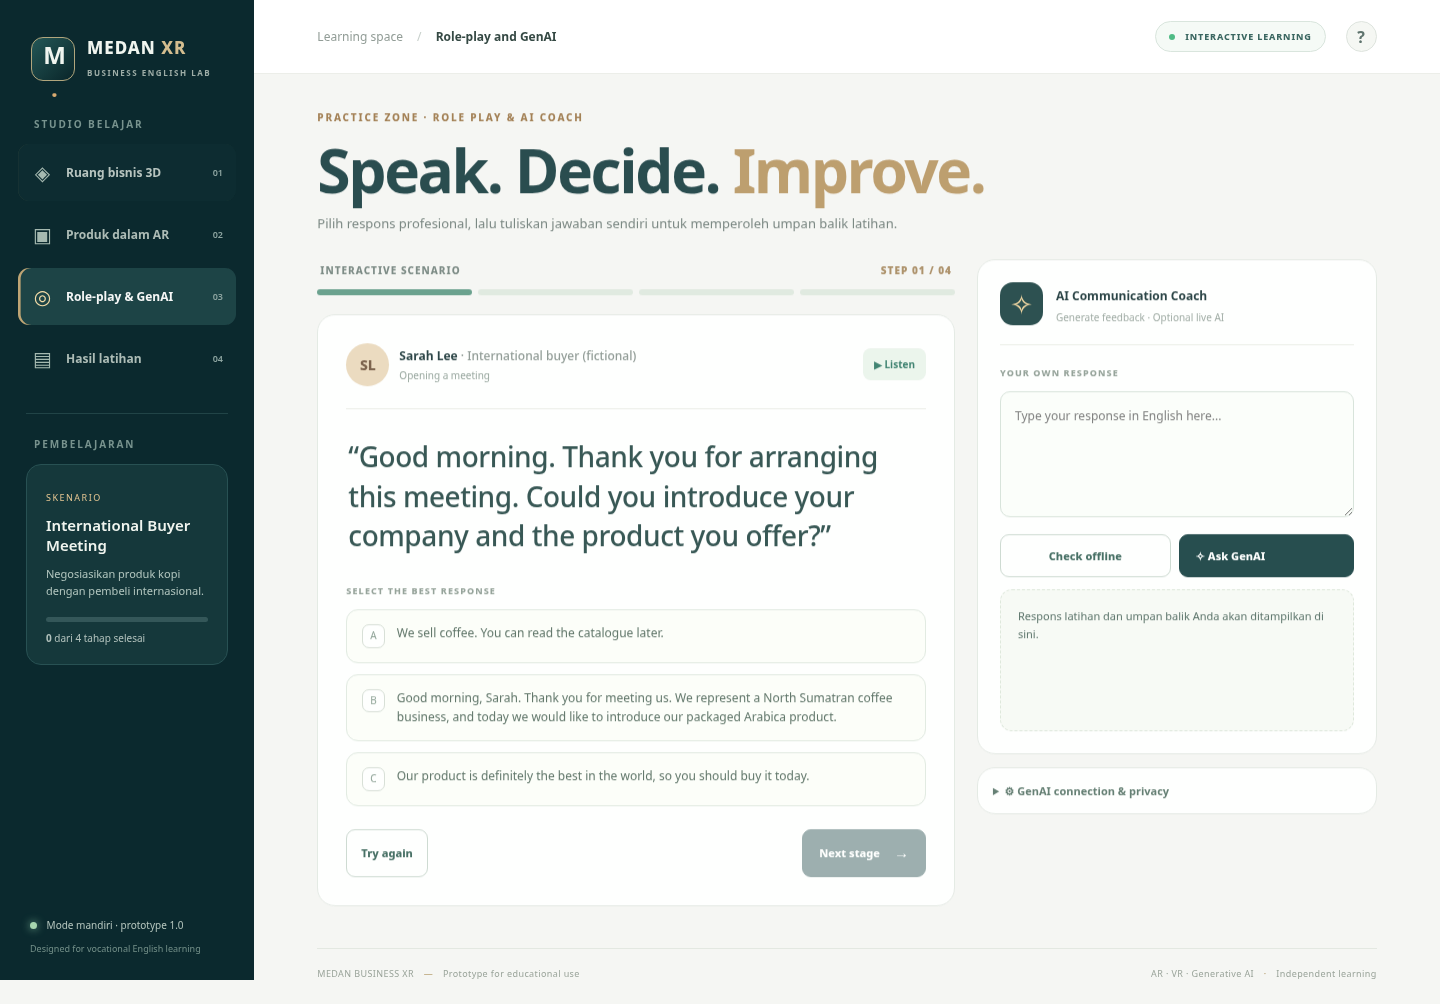 M
MEDAN XR
BUSINESS ENGLISH LAB
STUDIO BELAJAR
Ruang bisnis 3D 01
Produk dalam AR 02
Role-play & GenAI 03
Hasil latihan 04
PEMBELAJARAN
SKENARIO
International Buyer
Meeting
Negosiasikan produk kopi
dengan pembeli internasional.
0 dari 4 tahap selesai
Mode mandiri · prototype 1.0
Designed for vocational English learning
Learning space / Role-play and GenAI
INTERACTIVE LEARNING
?
PRACTICE ZONE · ROLE PLAY & AI COACH
Speak. Decide. Improve.
Pilih respons profesional, lalu tuliskan jawaban sendiri untuk memperoleh umpan balik latihan.
INTERACTIVE SCENARIO STEP 01 / 04
SL
Sarah Lee · International buyer (fictional)
Opening a meeting
▶ Listen
“Good morning. Thank you for arranging
this meeting. Could you introduce your
company and the product you offer?”
SELECT THE BEST RESPONSE
A We sell coffee. You can read the catalogue later.
B Good morning, Sarah. Thank you for meeting us. We represent a North Sumatran coffee
business, and today we would like to introduce our packaged Arabica product.
C Our product is definitely the best in the world, so you should buy it today.
Try again
Next stage →
AI Communication Coach
Generate feedback · Optional live AI
YOUR OWN RESPONSE
Type your response in English here...
Check offline
✧ Ask GenAI
Respons latihan dan umpan balik Anda akan ditampilkan di
sini.
▶ ⚙ GenAI connection & privacy
MEDAN BUSINESS XR — Prototype for educational use
AR · VR · Generative AI · Independent learning